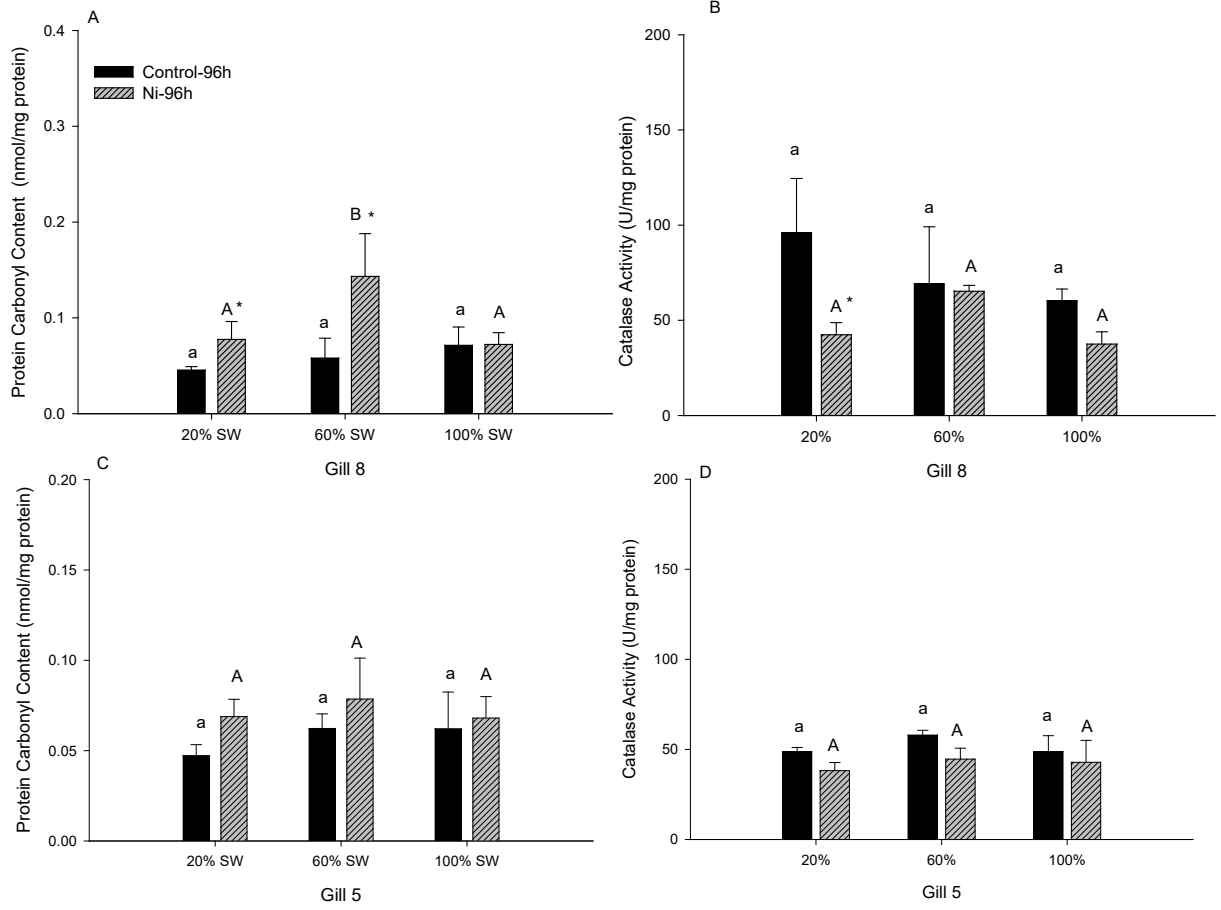 A
Protein Carbonyl Content (nmol/mg protein)
0.4
0.3
0.2
0.1
0.0
Control-96h
Ni-96h
a
A *
a
B *
a
A
20% SW
60% SW
100% SW
Gill 8
B
Catalase Activity (U/mg protein)
200
150
100
50
0
a
A *
a
A
a
A
20%
60%
100%
Gill 8
C
Protein Carbonyl Content (nmol/mg protein)
0.20
0.15
0.10
0.05
0.00
a
A
a
A
a
A
20% SW
60% SW
100% SW
Gill 5
D
Catalase Activity (U/mg protein)
200
150
100
50
0
a
A
a
A
a
A
20%
60%
100%
Gill 5